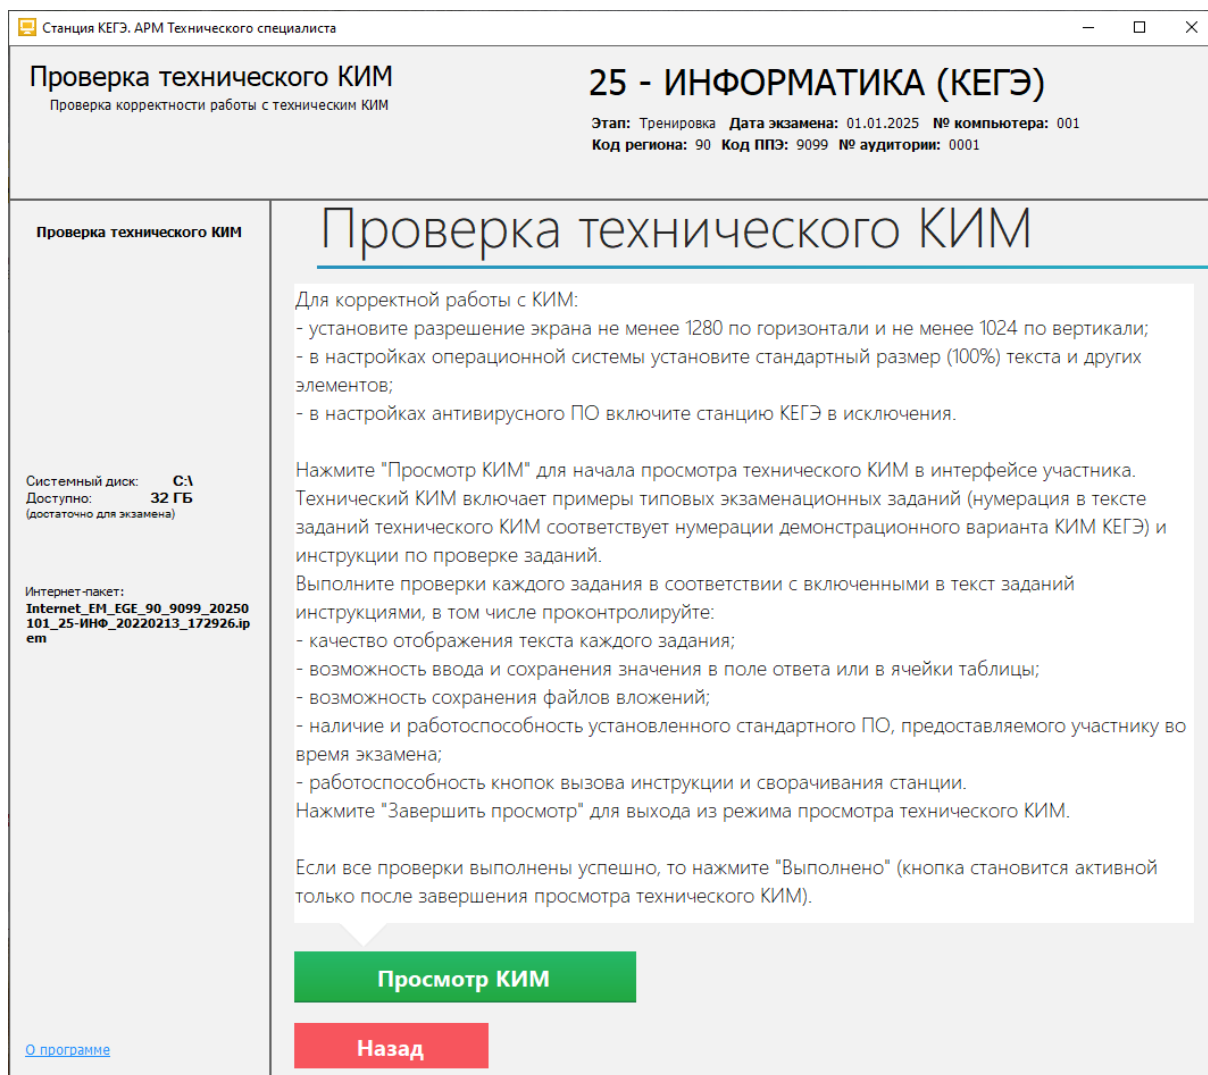 Станция КЕГЭ. АРМ Технического специалиста
Проверка технического КИМ
Проверка корректности работы с техническим КИМ
25 - ИНФОРМАТИКА (КЕГЭ)
Этап: Тренировка Дата экзамена: 01.01.2025 № компьютера: 001
Код региона: 90 Код ППЭ: 9099 № аудитории: 0001
Проверка технического КИМ
Системный диск: C:\
Доступно: 32 ГБ
(достаточно для экзамена)
Интернет-пакет:
Internet_EM_EGE_90_9099_20250
101_25-ИНФ_20220213_172926.ip
em
О программе
Проверка технического КИМ
Для корректной работы с КИМ:
- установите разрешение экрана не менее 1280 по горизонтали и не менее 1024 по вертикали;
- в настройках операционной системы установите стандартный размер (100%) текста и других
элементов;
- в настройках антивирусного ПО включите станцию КЕГЭ в исключения.
Нажмите "Просмотр КИМ" для начала просмотра технического КИМ в интерфейсе участника.
Технический КИМ включает примеры типовых экзаменационных заданий (нумерация в тексте
заданий технического КИМ соответствует нумерации демонстрационного варианта КИМ КЕГЭ) и
инструкции по проверке заданий.
Выполните проверки каждого задания в соответствии с включенными в текст заданий
инструкциями, в том числе проконтролируйте:
- качество отображения текста каждого задания;
- возможность ввода и сохранения значения в поле ответа или в ячейки таблицы;
- возможность сохранения файлов вложений;
- наличие и работоспособность установленного стандартного ПО, предоставляемого участнику во
время экзамена;
- работоспособность кнопок вызова инструкции и сворачивания станции.
Нажмите "Завершить просмотр" для выхода из режима просмотра технического КИМ.
Если все проверки выполнены успешно, то нажмите "Выполнено" (кнопка становится активной
только после завершения просмотра технического КИМ).
Просмотр КИМ
Назад